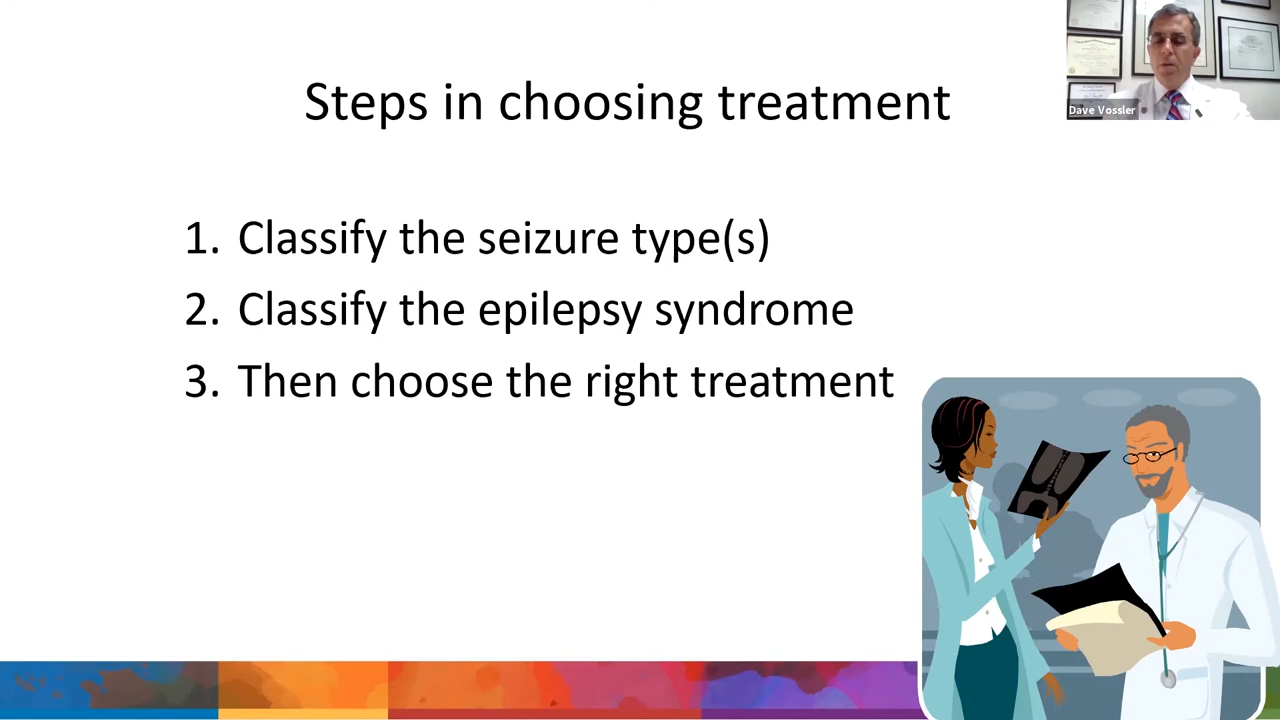 Steps in choosing treatment
Dave Vossler
1. Classify the seizure type(s)
2. Classify the epilepsy syndrome
3. Then choose the right treatment